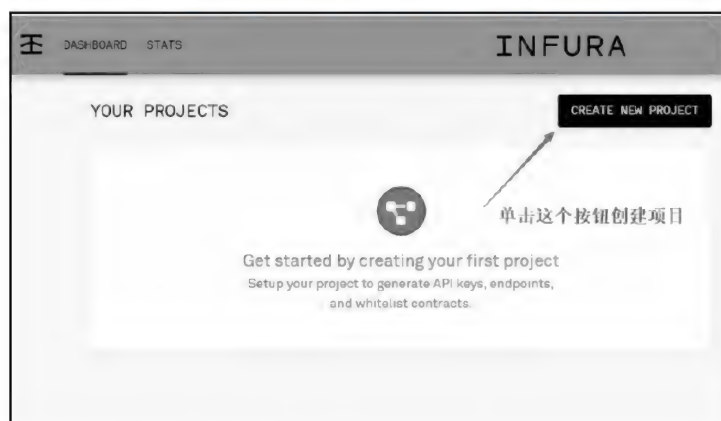 DASHBOARD STATS INFURA
YOUR PROJECTS
CREATE NEW PROJECT
单击这个按钮创建项目
Get started by creating your first project
Setup your project to generate API keys, endpoints,
and whitelist contracts.